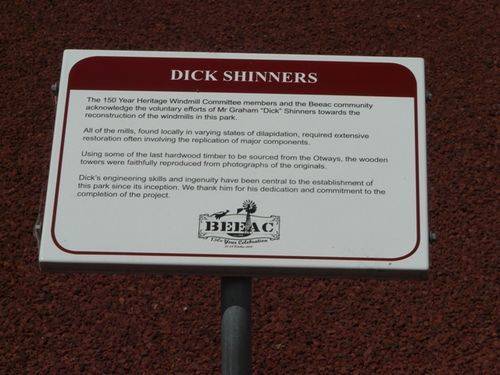 DICK SHINNERS
The 150 Year Heritage Windmill Committee members and the Beeac community
acknowledge the voluntary efforts of Mr Graham "Dick" Shinners towards the
reconstruction of the windmills in this park.
All of the mills, found locally in varying states of dilapidation, required extensive
restoration often involving the replication of major components.
Using some of the last hardwood timber to be sourced from the Otways, the wooden
towers were faithfully reproduced from photographs of the originals.
Dick's engineering skills and ingenuity have been central to the establishment of
this park since its inception. We thank him for his dedication and commitment to the
completion of the project.
BEEAC
150 Year Celebration